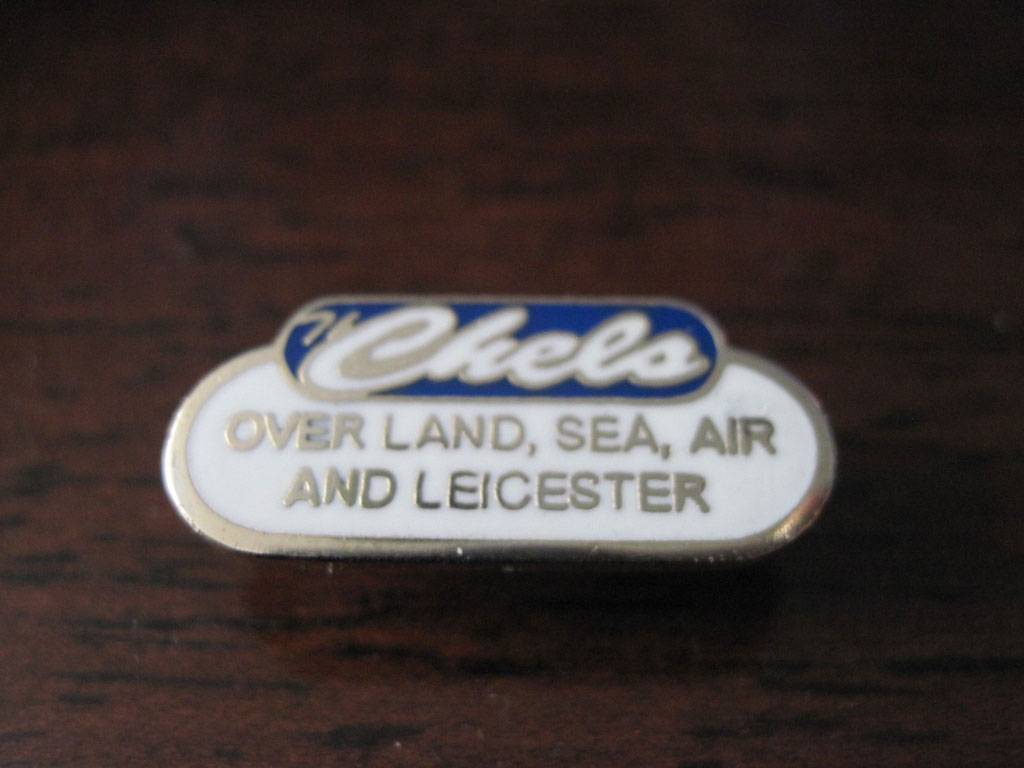 Chels
OVER LAND, SEA, AIR
AND LEICESTER